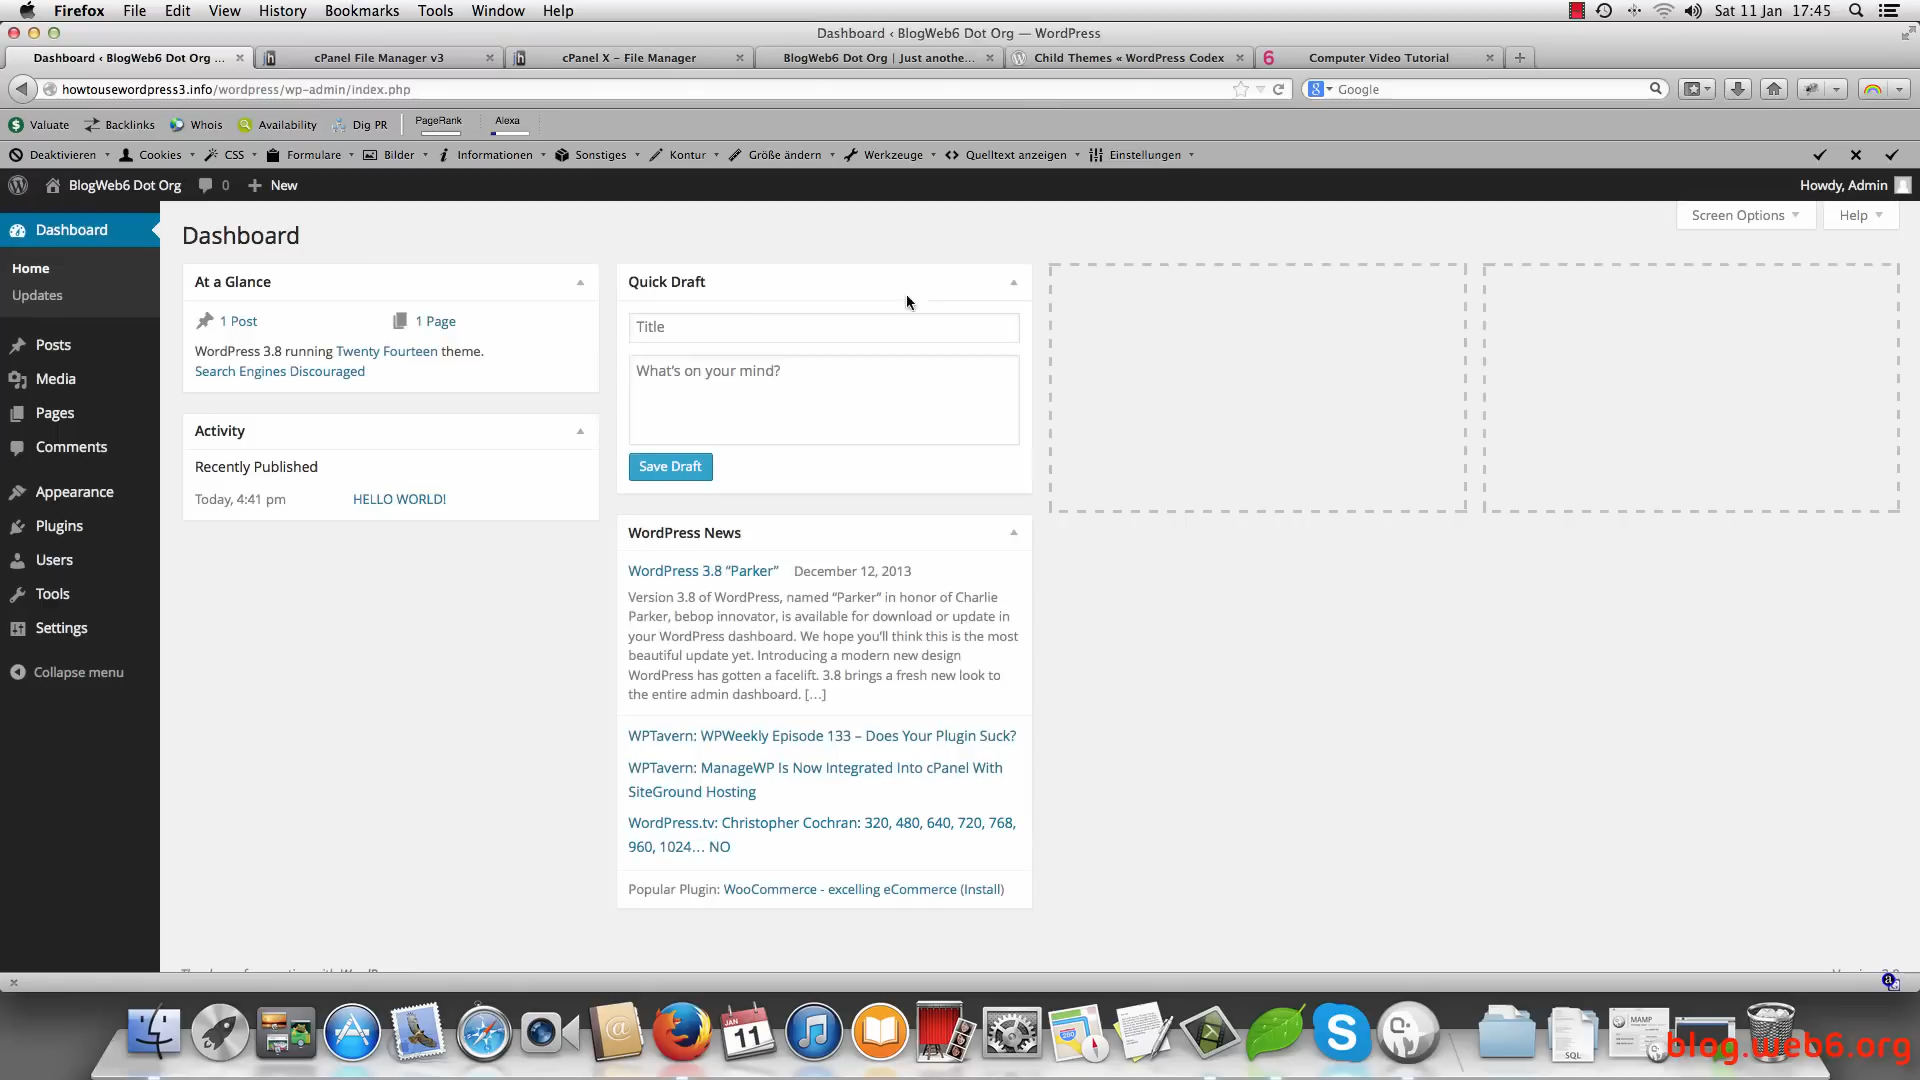 Firefox File Edit View History Bookmarks Tools Window Help Sat 11 Jan 17:45
Dashboard ‹ BlogWeb6 Dot Org — WordPress
Dashboard ‹ BlogWeb6 Dot Org ... cPanel File Manager v3 cPanel X – File Manager BlogWeb6 Dot Org | Just anothe... Child Themes « WordPress Codex 6 Computer Video Tutorial
howtousewordpress3.info/wordpress/wp-admin/index.php Google
Valuate Backlinks Whois Availability Dig PR PageRank Alexa
Deaktivieren Cookies CSS Formulare Bilder Informationen Sonstiges Kontur Größe ändern Werkzeuge Quelltext anzeigen Einstellungen
BlogWeb6 Dot Org 0 New Howdy, Admin
Screen Options Help
Dashboard
Home
Updates
Posts
Media
Pages
Comments
Appearance
Plugins
Users
Tools
Settings
Collapse menu
Dashboard
At a Glance
1 Post 1 Page
WordPress 3.8 running Twenty Fourteen theme.
Search Engines Discouraged
Activity
Recently Published
Today, 4:41 pm HELLO WORLD!
Quick Draft
Title
What's on your mind?
Save Draft
WordPress News
WordPress 3.8 “Parker” December 12, 2013
Version 3.8 of WordPress, named “Parker” in honor of Charlie
Parker, bebop innovator, is available for download or update in
your WordPress dashboard. We hope you'll think this is the most
beautiful update yet. Introducing a modern new design
WordPress has gotten a facelift. 3.8 brings a fresh new look to
the entire admin dashboard. […]
WPTavern: WPWeekly Episode 133 – Does Your Plugin Suck?
WPTavern: ManageWP Is Now Integrated Into cPanel With
SiteGround Hosting
WordPress.tv: Christopher Cochran: 320, 480, 640, 720, 768,
960, 1024… NO
Popular Plugin: WooCommerce - excelling eCommerce (Install)
JAN
11
SQL
MAMP
blog.web6.org